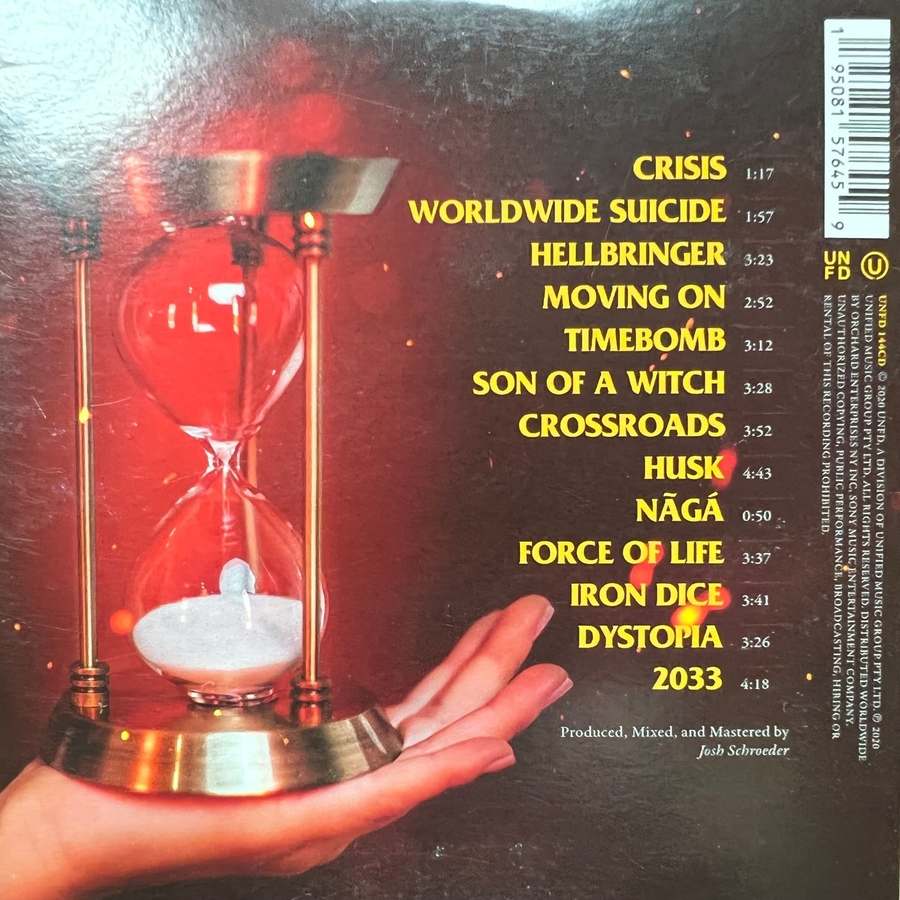 CRISIS 1:17
WORLDWIDE SUICIDE 1:57
HELLBRINGER 3:23
MOVING ON 2:52
TIMEBOMB 3:12
SON OF A WITCH 3:28
CROSSROADS 3:52
HUSK 4:43
NÃGÁ 0:50
FORCE OF LIFE 3:37
IRON DICE 3:41
DYSTOPIA 3:26
2033 4:18
Produced, Mixed, and Mastered by
Josh Schroeder
1 95081 57645 9
UN
FD
U
UNFD 144CD © 2020 UNFD, A DIVISION OF UNIFIED MUSIC GROUP PTY LTD. ℗ 2020
UNIFIED MUSIC GROUP PTY LTD. ALL RIGHTS RESERVED. DISTRIBUTED WORLDWIDE
BY ORCHARD ENTERPRISES NY INC, SONY MUSIC ENTERTAINMENT COMPANY.
UNAUTHORIZED COPYING, PUBLIC PERFORMANCE, BROADCASTING, HIRING OR
RENTAL OF THIS RECORDING PROHIBITED.